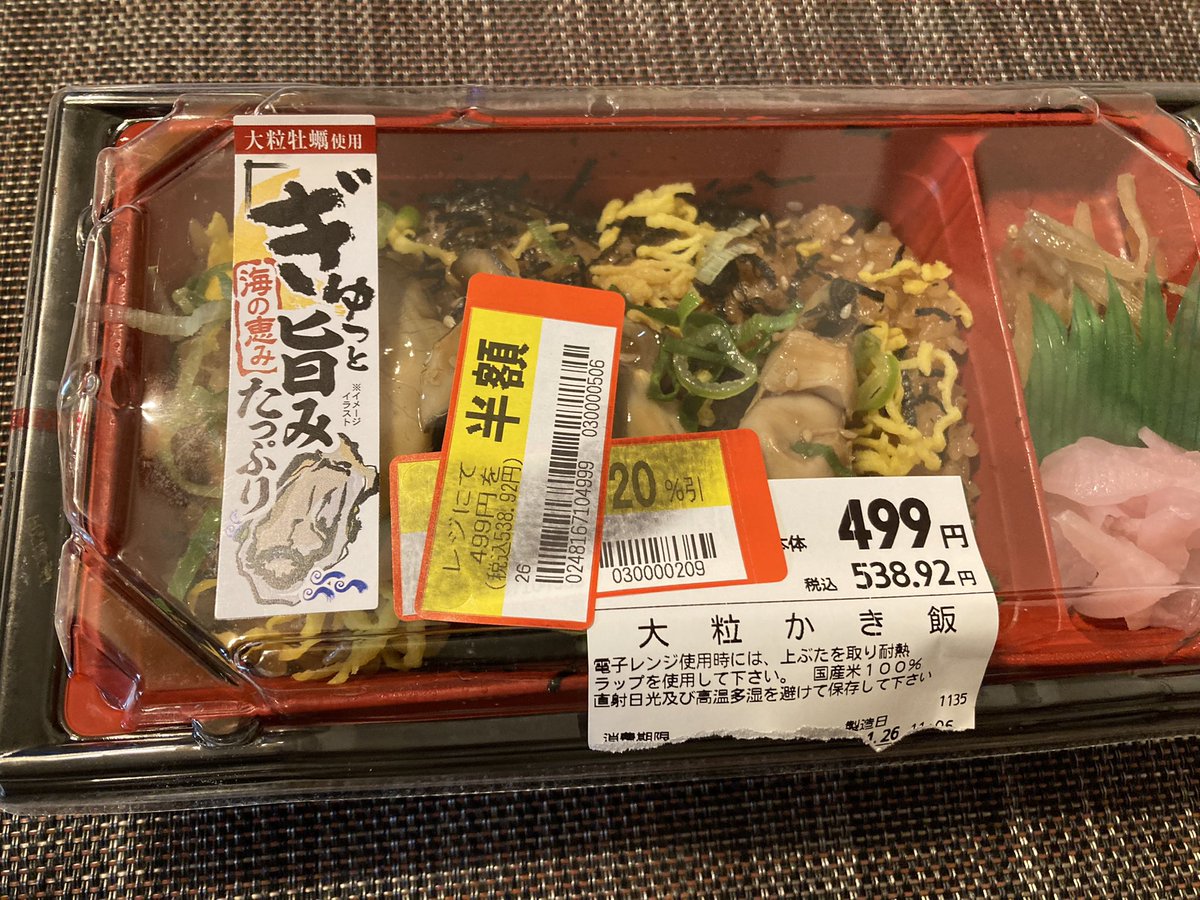 大粒牡蠣使用
「ぎゅっと
旨み
たっぷり
海の恵み
※イメージ
イラスト
半額
レジにて
499円を
(税込538.92円)
26
0248167104999
030000506
20%引
030000209
本体 499円
税込 538.92円
大粒かき飯
電子レンジ使用時には、上ぶたを取り耐熱
ラップを使用して下さい。 国産米100%
直射日光及び高温多湿を避けて保存して下さい
1135
消費期限
製造日